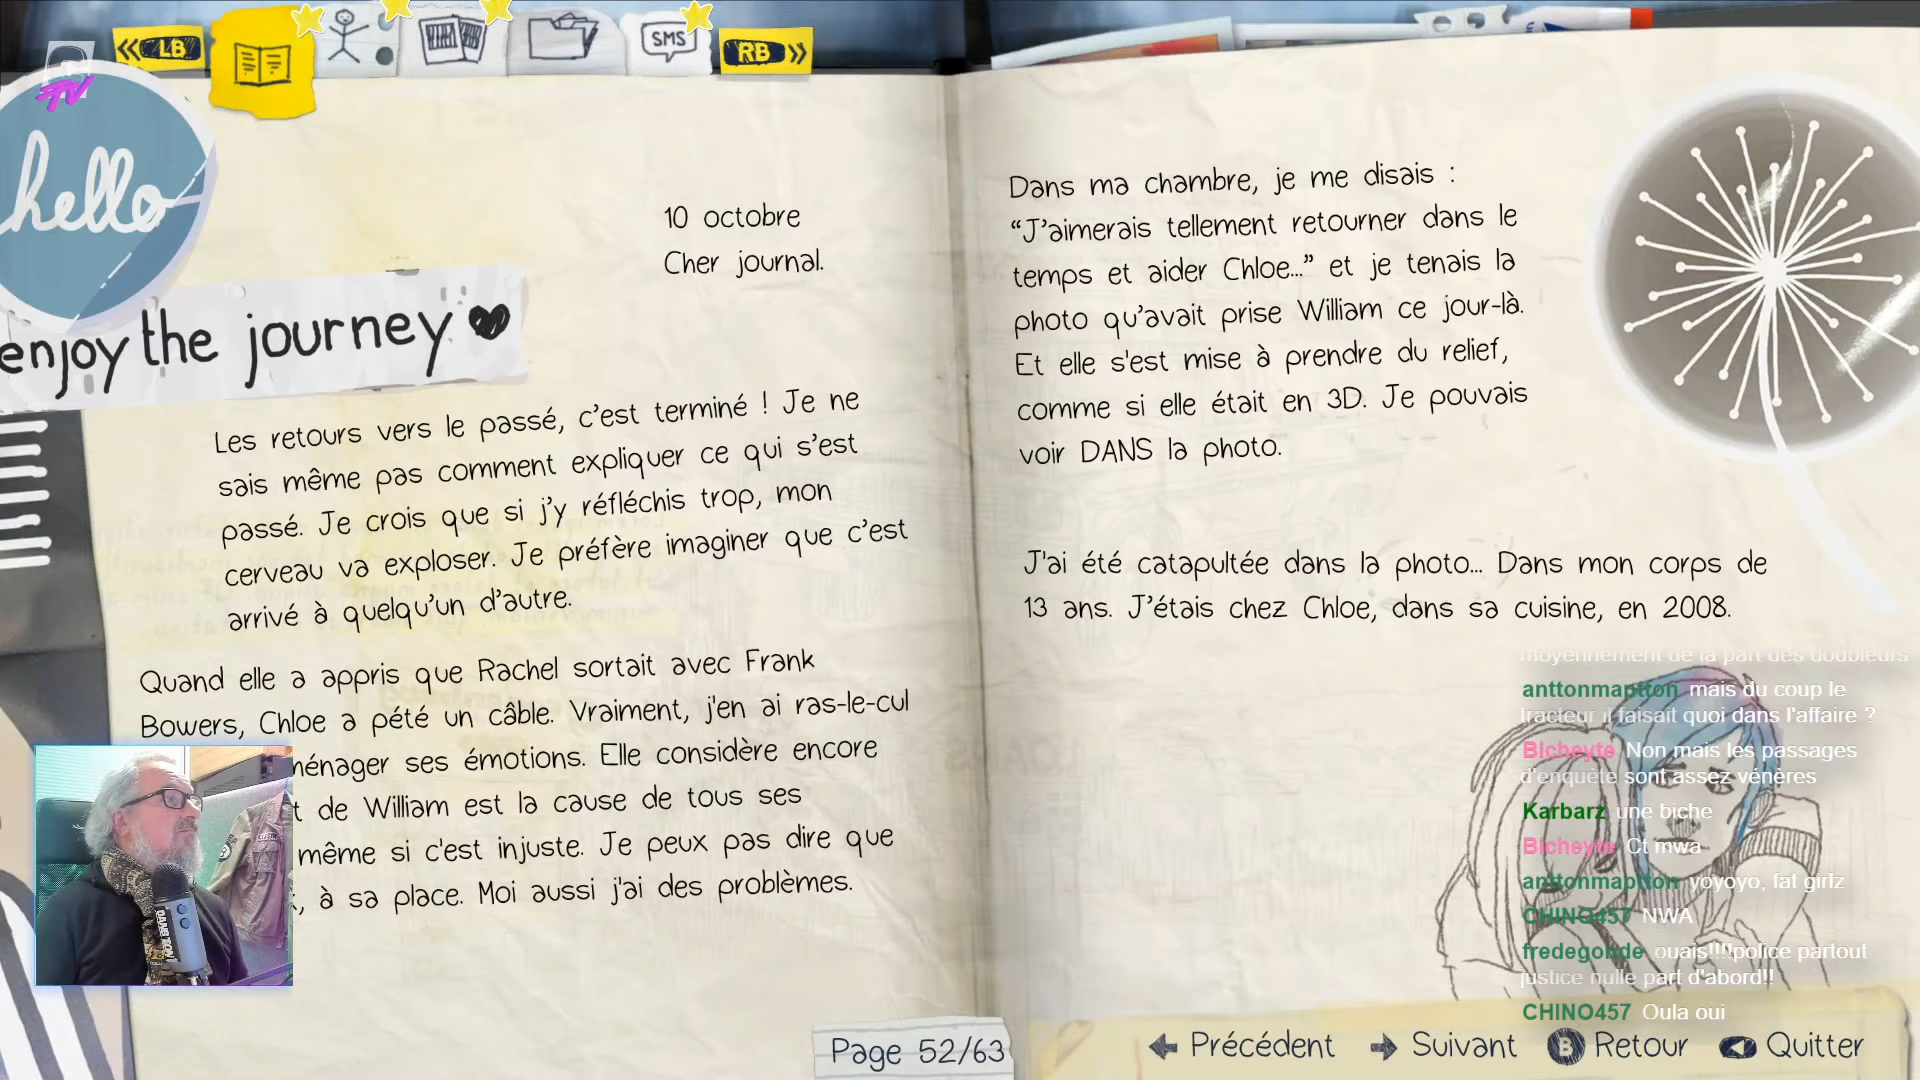 LB
SMS
RB
TV
hello
enjoy the journey
10 octobre
Cher journal.
Les retours vers le passé, c'est terminé ! Je ne
sais même pas comment expliquer ce qui s'est
passé. Je crois que si j'y réfléchis trop, mon
cerveau va exploser. Je préfère imaginer que c'est
arrivé à quelqu'un d'autre.
Quand elle a appris que Rachel sortait avec Frank
Bowers, Chloe a pété un câble. Vraiment, j'en ai ras-le-cul
ménager ses émotions. Elle considère encore
de William est la cause de tous ses
même si c'est injuste. Je peux pas dire que
, à sa place. Moi aussi j'ai des problèmes.
Dans ma chambre, je me disais :
“J'aimerais tellement retourner dans le
temps et aider Chloe...” et je tenais la
photo qu'avait prise William ce jour-là.
Et elle s'est mise à prendre du relief,
comme si elle était en 3D. Je pouvais
voir DANS la photo.
J'ai été catapultée dans la photo... Dans mon corps de
13 ans. J'étais chez Chloe, dans sa cuisine, en 2008.
moyennement de la part des doubleurs
anttonmaptton mais du coup le
tracteur il faisait quoi dans l'affaire ?
Bicheyte Non mais les passages
d'enquête sont assez vénères
Karbarz une biche
Bicheyte Ct mwa
anttonmaptton yoyoyo, fat girlz
CHINO457 NWA
fredegonde ouais!!!!police partout
justice nulle part d'abord!!
CHINO457 Oula oui
Page 52/63
Précédent
Suivant
B Retour
Quitter